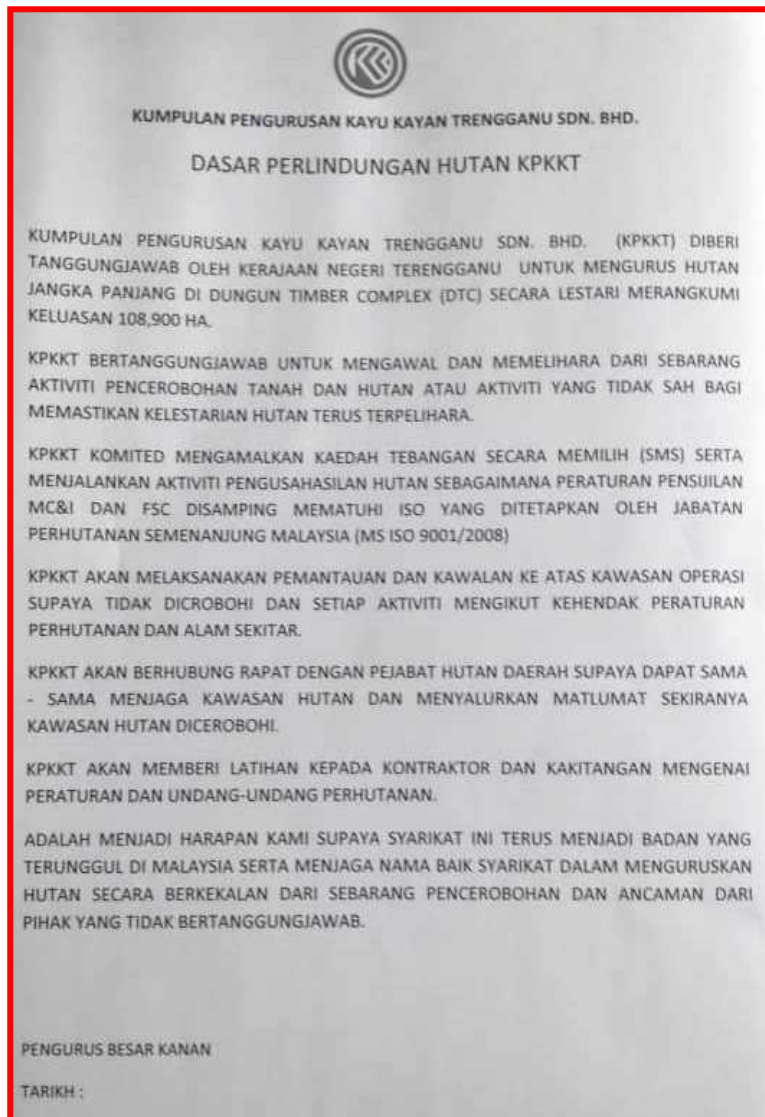 KUMPULAN PENGURUSAN KAYU KAYAN TRENGGANU SDN. BHD.
DASAR PERLINDUNGAN HUTAN KPKKT
KUMPULAN PENGURUSAN KAYU KAYAN TRENGGANU SDN. BHD. (KPKKT) DIBERI
TANGGUNGJAWAB OLEH KERAJAAN NEGERI TERENGGANU UNTUK MENGURUS HUTAN
JANGKA PANJANG DI DUNGUN TIMBER COMPLEX (DTC) SECARA LESTARI MERANGKUMI
KELUASAN 108,900 HA.
KPKKT BERTANGGUNGJAWAB UNTUK MENGAWAL DAN MEMELIHARA DARI SEBARANG
AKTIVITI PENCEROBOHAN TANAH DAN HUTAN ATAU AKTIVITI YANG TIDAK SAH BAGI
MEMASTIKAN KELESTARIAN HUTAN TERUS TERPELIHARA.
KPKKT KOMITED MENGAMALKAN KAEDAH TEBANGAN SECARA MEMILIH (SMS) SERTA
MENJALANKAN AKTIVITI PENGUSAHASILAN HUTAN SEBAGAIMANA PERATURAN PENSIJILAN
MC&I DAN FSC DISAMPING MEMATUHI ISO YANG DITETAPKAN OLEH JABATAN
PERHUTANAN SEMENANJUNG MALAYSIA (MS ISO 9001/2008)
KPKKT AKAN MELAKSANAKAN PEMANTAUAN DAN KAWALAN KE ATAS KAWASAN OPERASI
SUPAYA TIDAK DICROBOHI DAN SETIAP AKTIVITI MENGIKUT KEHENDAK PERATURAN
PERHUTANAN DAN ALAM SEKITAR.
KPKKT AKAN BERHUBUNG RAPAT DENGAN PEJABAT HUTAN DAERAH SUPAYA DAPAT SAMA
- SAMA MENJAGA KAWASAN HUTAN DAN MENYALURKAN MATLUMAT SEKIRANYA
KAWASAN HUTAN DICEROBOHI.
KPKKT AKAN MEMBERI LATIHAN KEPADA KONTRAKTOR DAN KAKITANGAN MENGENAI
PERATURAN DAN UNDANG-UNDANG PERHUTANAN.
ADALAH MENJADI HARAPAN KAMI SUPAYA SYARIKAT INI TERUS MENJADI BADAN YANG
TERUNGGUL DI MALAYSIA SERTA MENJAGA NAMA BAIK SYARIKAT DALAM MENGURUSKAN
HUTAN SECARA BERKEKALAN DARI SEBARANG PENCEROBOHAN DAN ANCAMAN DARI
PIHAK YANG TIDAK BERTANGGUNGJAWAB.
PENGURUS BESAR KANAN
TARIKH :